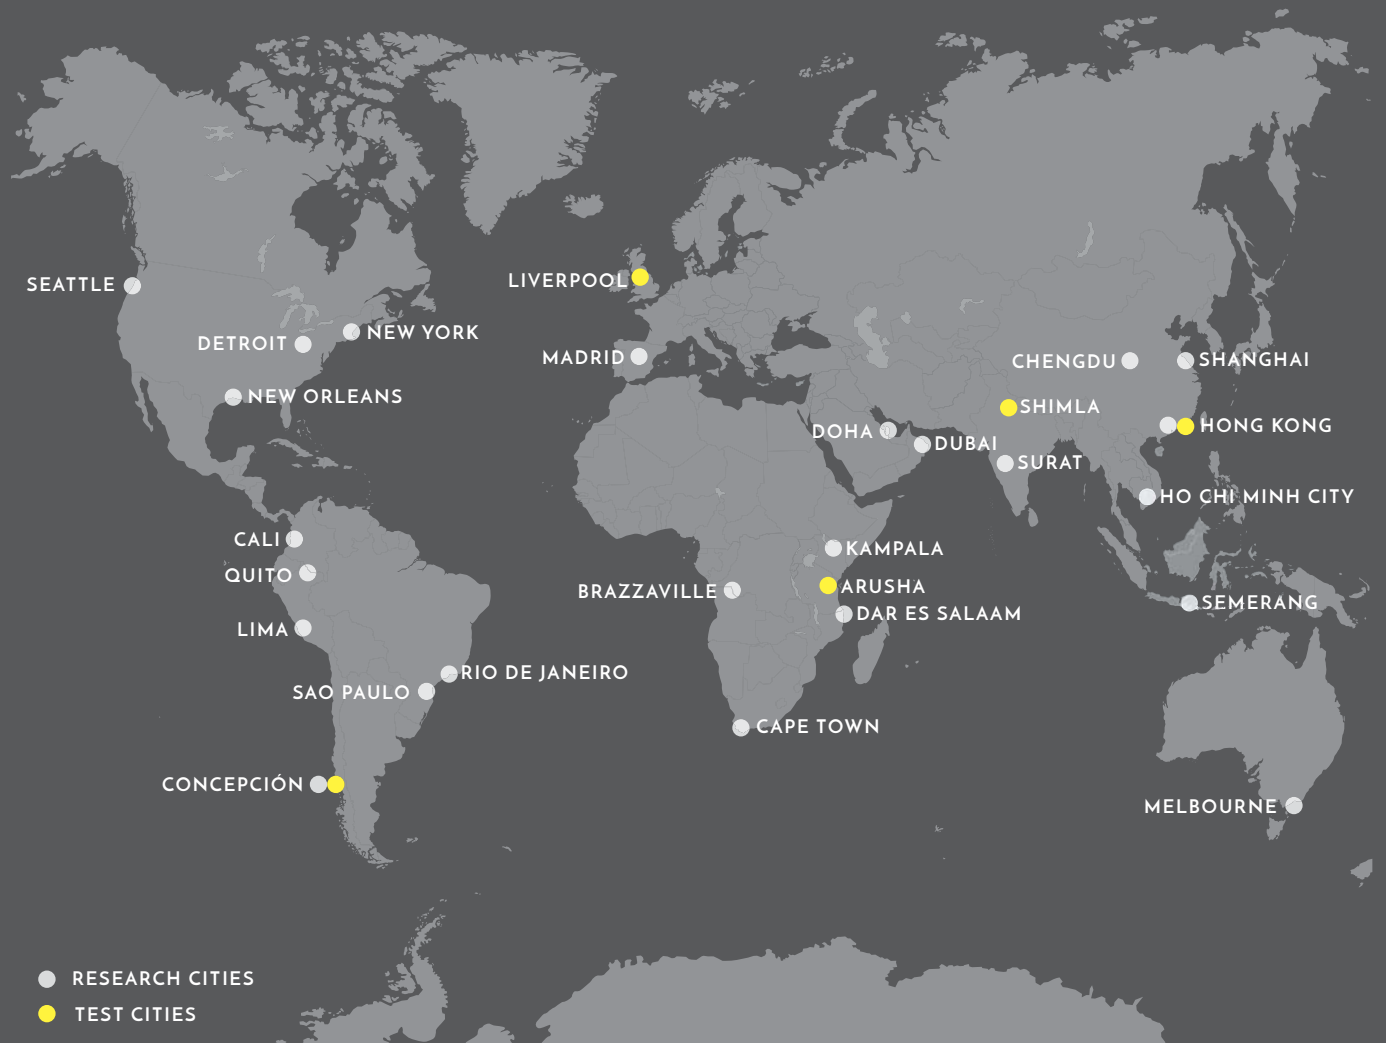 SEATTLE
LIVERPOOL
NEW YORK
DETROIT
MADRID
CHENGDU
SHANGHAI
NEW ORLEANS
SHIMLA
HONG KONG
DOHA
DUBAI
SURAT
HO CHI MINH CITY
CALI
KAMPALA
QUITO
ARUSHA
BRAZZAVILLE
SEMERANG
DAR ES SALAAM
LIMA
RIO DE JANEIRO
SAO PAULO
CAPE TOWN
CONCEPCIÓN
MELBOURNE
RESEARCH CITIES
TEST CITIES